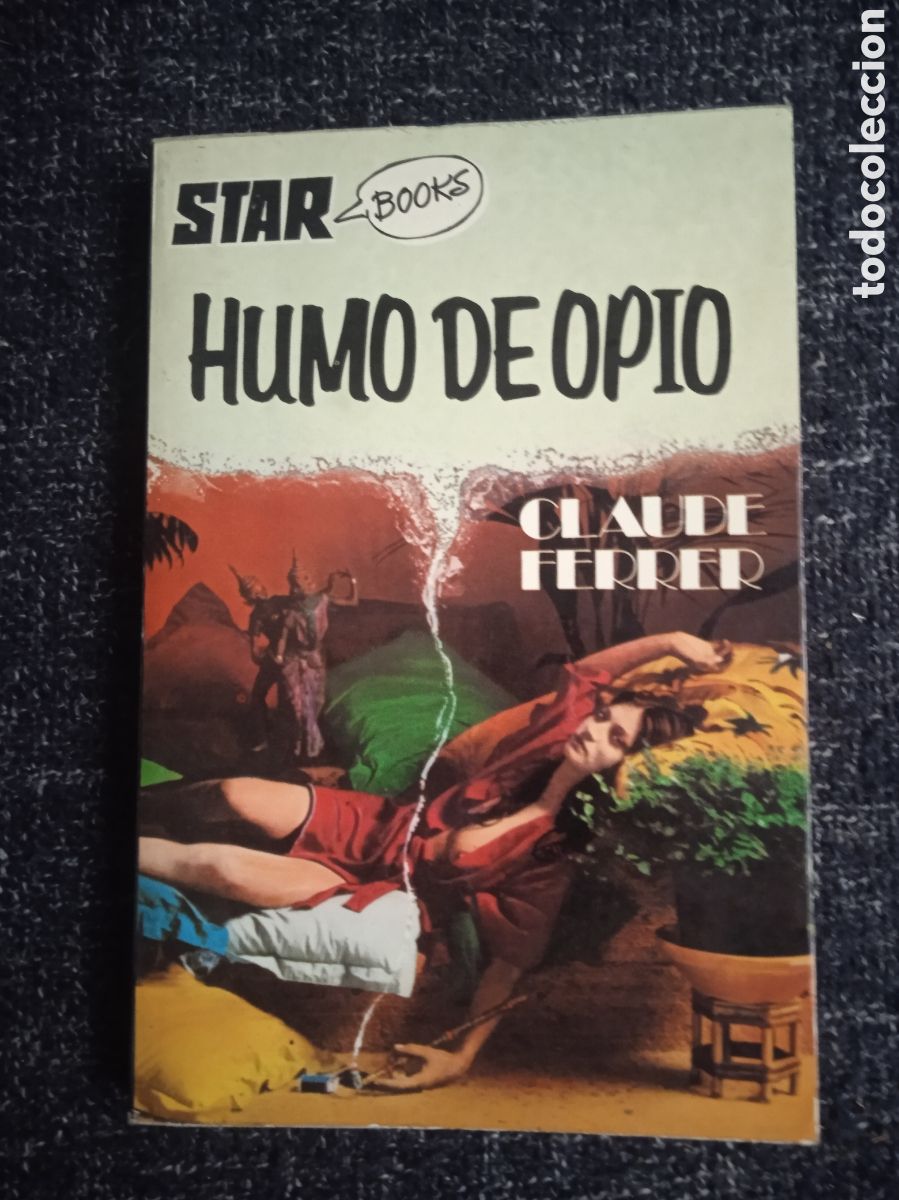 STAR BOOKS
HUMO DE OPIO
CLAUDE
FERRER
todocoleccion